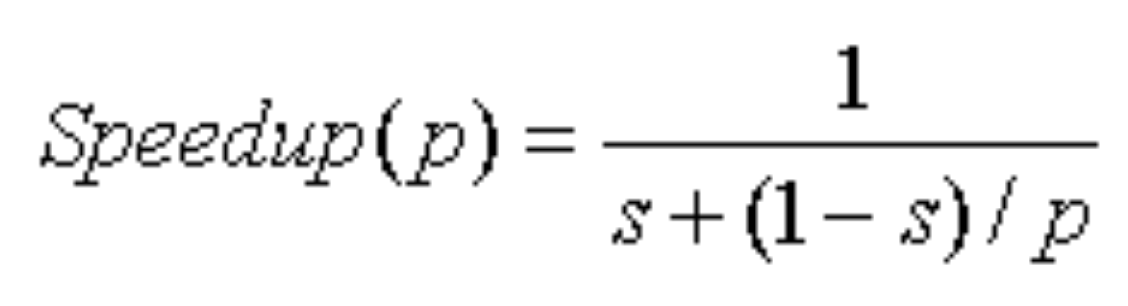 Speedup(p) = 1 / (s + (1 − s) / p)